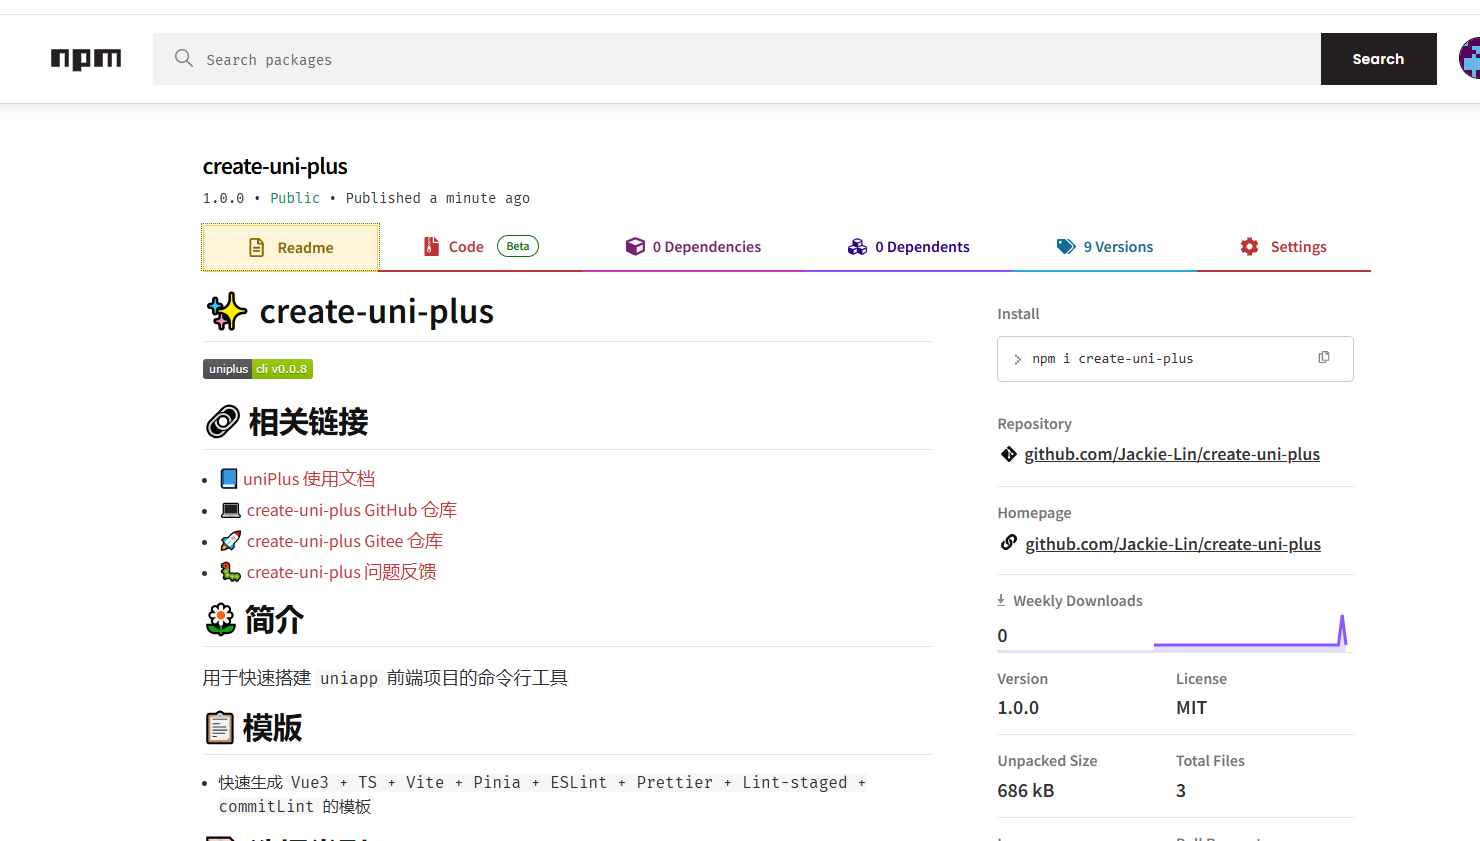 npm
Search packages
Search
create-uni-plus
1.0.0 • Public • Published a minute ago
Readme
Code Beta
0 Dependencies
0 Dependents
9 Versions
Settings
✨ create-uni-plus
uniplus cli v0.0.8
🔗 相关链接
• 📘 uniPlus 使用文档
• 💻 create-uni-plus GitHub 仓库
• 🚀 create-uni-plus Gitee 仓库
• 🐛 create-uni-plus 问题反馈
🌼 简介
用于快速搭建 uniapp 前端项目的命令行工具
📋 模版
• 快速生成 Vue3 + TS + Vite + Pinia + ESLint + Prettier + Lint-staged +
commitLint 的模板
Install
npm i create-uni-plus
Repository
github.com/Jackie-Lin/create-uni-plus
Homepage
github.com/Jackie-Lin/create-uni-plus
Weekly Downloads
0
Version
License
1.0.0
MIT
Unpacked Size
Total Files
686 kB
3